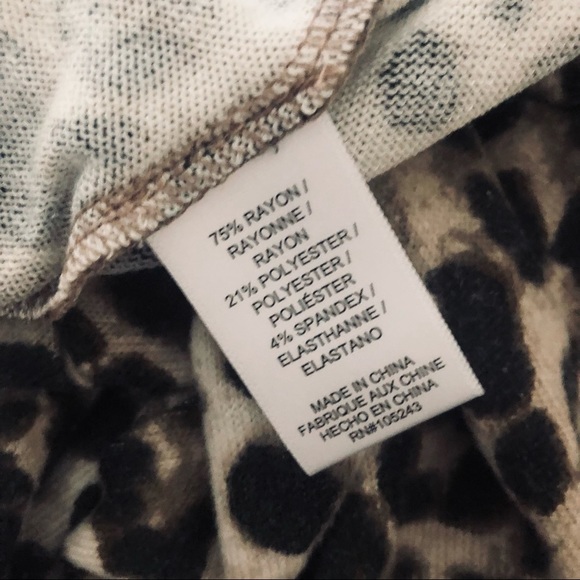 75% RAYON /
RAYONNE /
RAYON
21% POLYESTER /
POLYESTER /
POLIÉSTER
4% SPANDEX /
ELASTHANNE /
ELASTANO
MADE IN CHINA
FABRIQUE AUX CHINE
HECHO EN CHINA
RN#105243